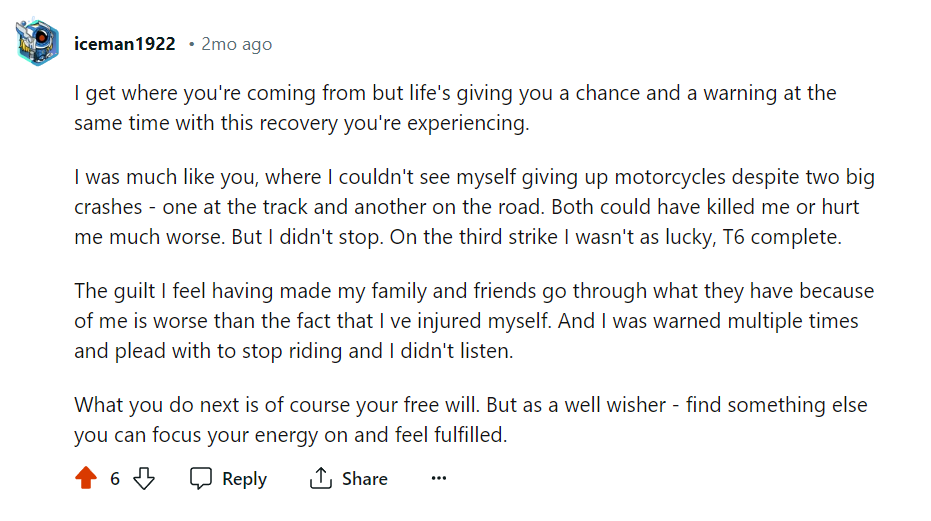 iceman1922 • 2mo ago
I get where you're coming from but life's giving you a chance and a warning at the
same time with this recovery you're experiencing.
I was much like you, where I couldn't see myself giving up motorcycles despite two big
crashes - one at the track and another on the road. Both could have killed me or hurt
me much worse. But I didn't stop. On the third strike I wasn't as lucky, T6 complete.
The guilt I feel having made my family and friends go through what they have because
of me is worse than the fact that I ve injured myself. And I was warned multiple times
and plead with to stop riding and I didn't listen.
What you do next is of course your free will. But as a well wisher - find something else
you can focus your energy on and feel fulfilled.
6 Reply Share ...